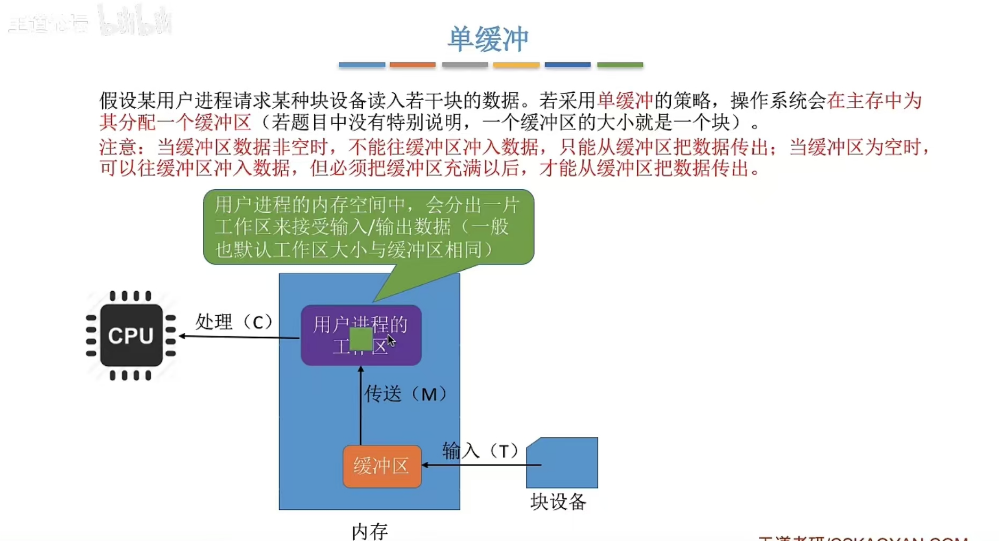 bilibili
单缓冲
假设某用户进程请求某种块设备读入若干块的数据。若采用单缓冲的策略，操作系统会在主存中为
其分配一个缓冲区（若题目中没有特别说明，一个缓冲区的大小就是一个块）。
注意：当缓冲区数据非空时，不能往缓冲区冲入数据，只能从缓冲区把数据传出；当缓冲区为空时，
可以往缓冲区冲入数据，但必须把缓冲区充满以后，才能从缓冲区把数据传出。
用户进程的内存空间中，会分出一片
工作区来接受输入/输出数据（一般
也默认工作区大小与缓冲区相同）
CPU
处理（C）
用户进程的
工作区
传送（M）
缓冲区
输入（T）
块设备
内存